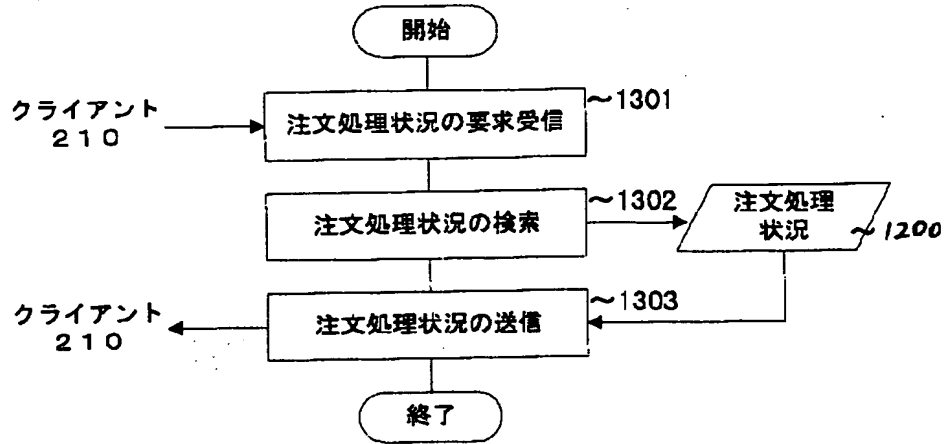 開始
クライアント
210
注文処理状況の要求受信
~1301
注文処理状況の検索
~1302
注文処理
状況
~1200
クライアント
210
注文処理状況の送信
~1303
終了